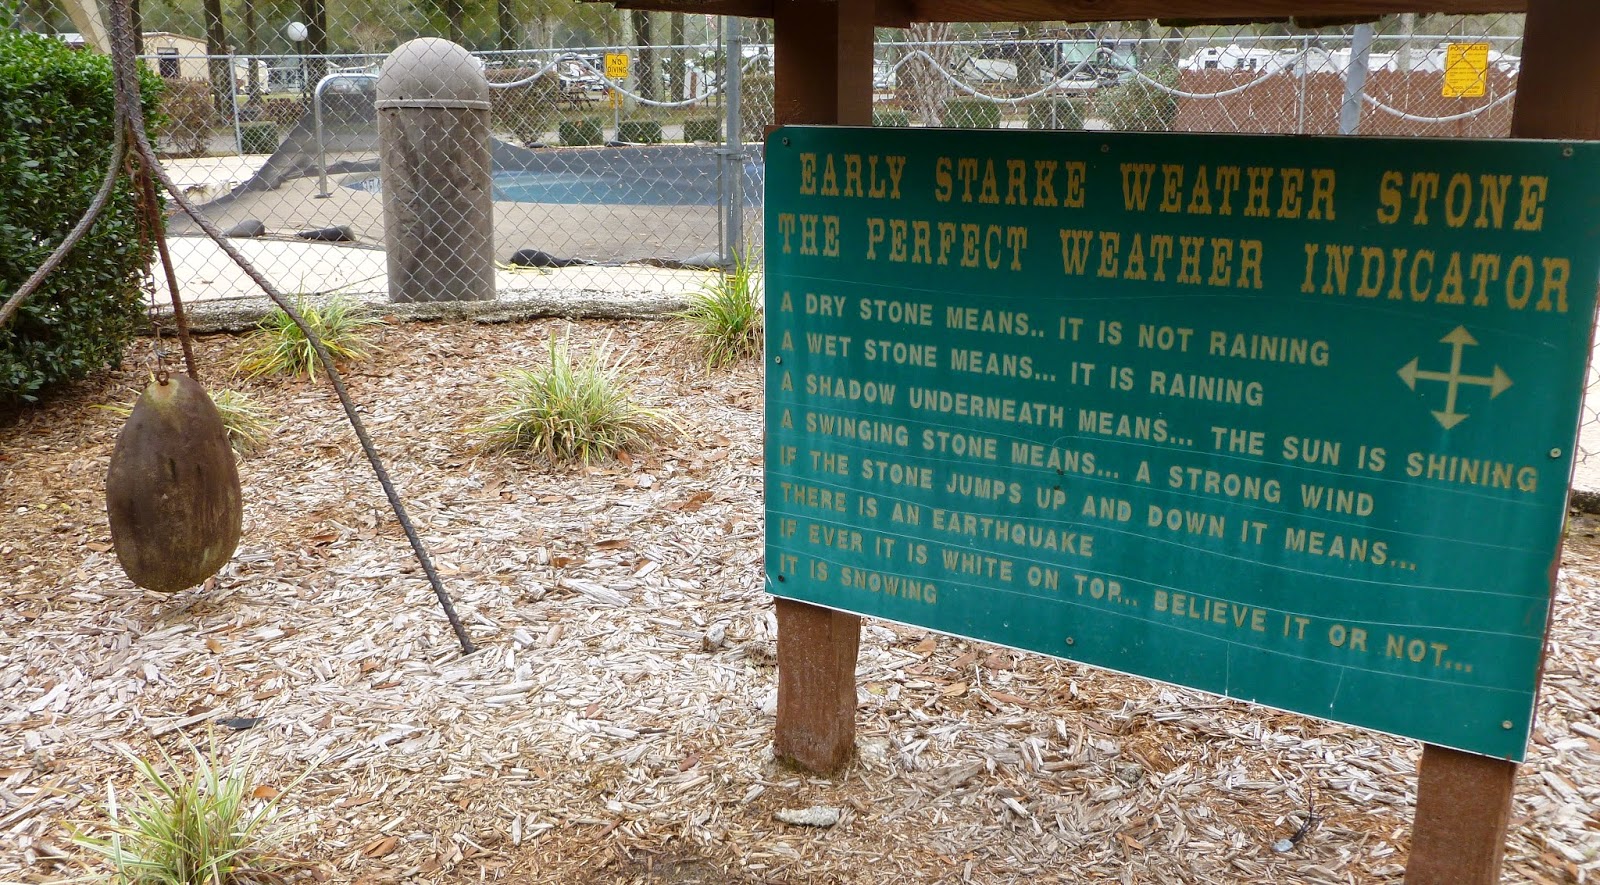 NO
DIVING
POOL RULES
EARLY STARKE WEATHER STONE
THE PERFECT WEATHER INDICATOR
A DRY STONE MEANS.. IT IS NOT RAINING
A WET STONE MEANS... IT IS RAINING
A SHADOW UNDERNEATH MEANS... THE SUN IS SHINING
A SWINGING STONE MEANS... A STRONG WIND
IF THE STONE JUMPS UP AND DOWN IT MEANS...
THERE IS AN EARTHQUAKE
IF EVER IT IS WHITE ON TOP... BELIEVE IT OR NOT...
IT IS SNOWING